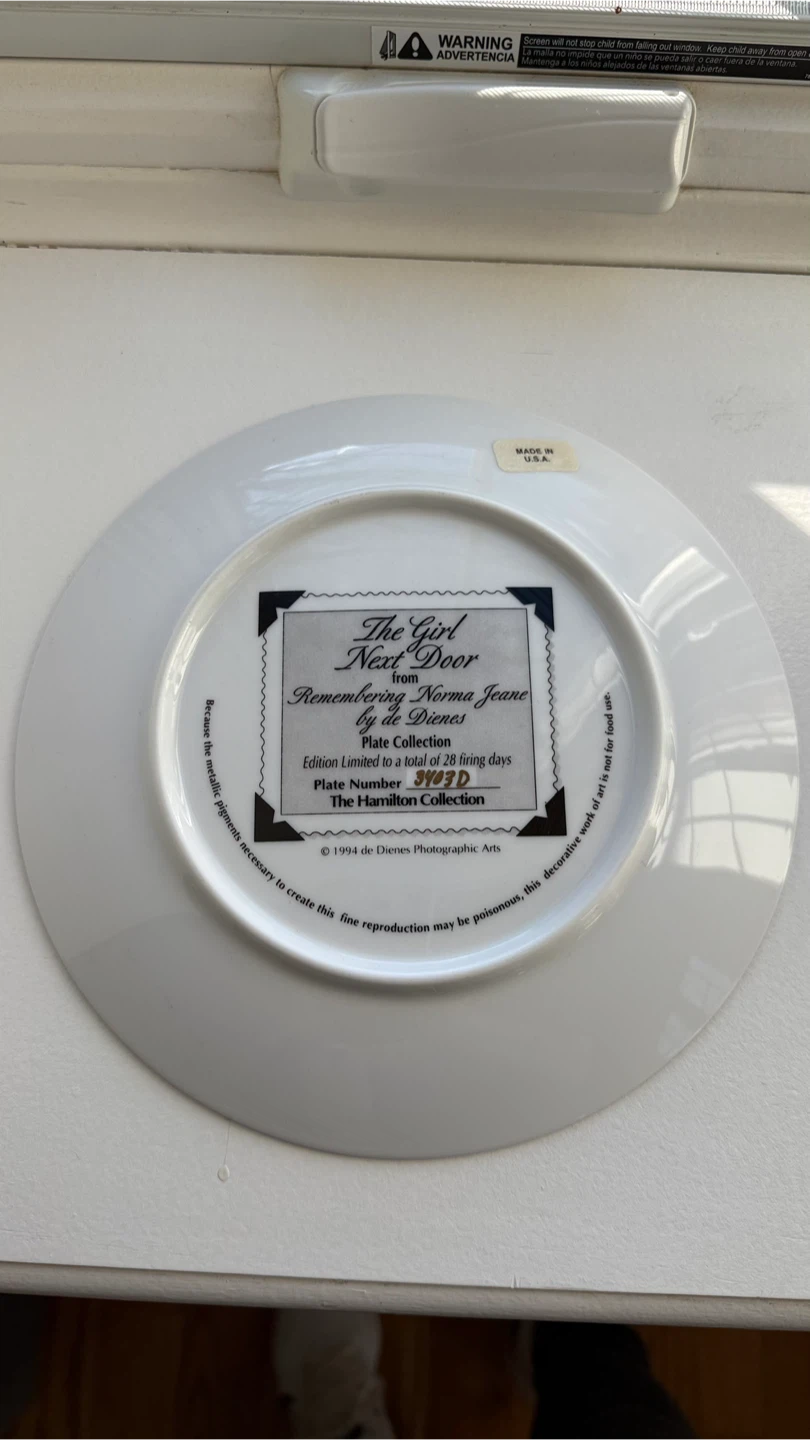 WARNING
ADVERTENCIA
Screen will not stop child from falling out window. Keep child away from open
La malla no impide que un niño se pueda salir o caer fuera de la ventana.
Mantenga a los niños alejados de las ventanas abiertas.
MADE IN
U.S.A.
The Girl
Next Door
from
Remembering Norma Jeane
by de Dienes
Plate Collection
Edition Limited to a total of 28 firing days
Plate Number 3403D
The Hamilton Collection
© 1994 de Dienes Photographic Arts
Because the metallic pigments necessary to create this fine reproduction may be poisonous, this decorative work of art is not for food use.